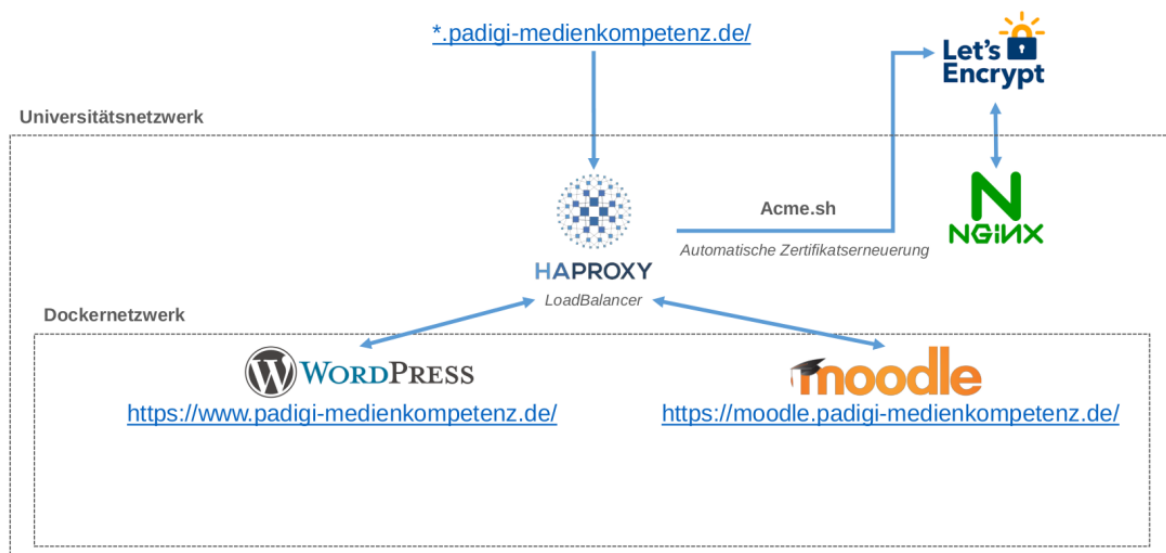 *.padigi-medienkompetenz.de/
Let's
Encrypt
Universitätsnetzwerk
Acme.sh
NGiNX
Automatische Zertifikatserneuerung
HAPROXY
LoadBalancer
Dockernetzwerk
WORDPRESS
moodle
https://www.padigi-medienkompetenz.de/
https://moodle.padigi-medienkompetenz.de/